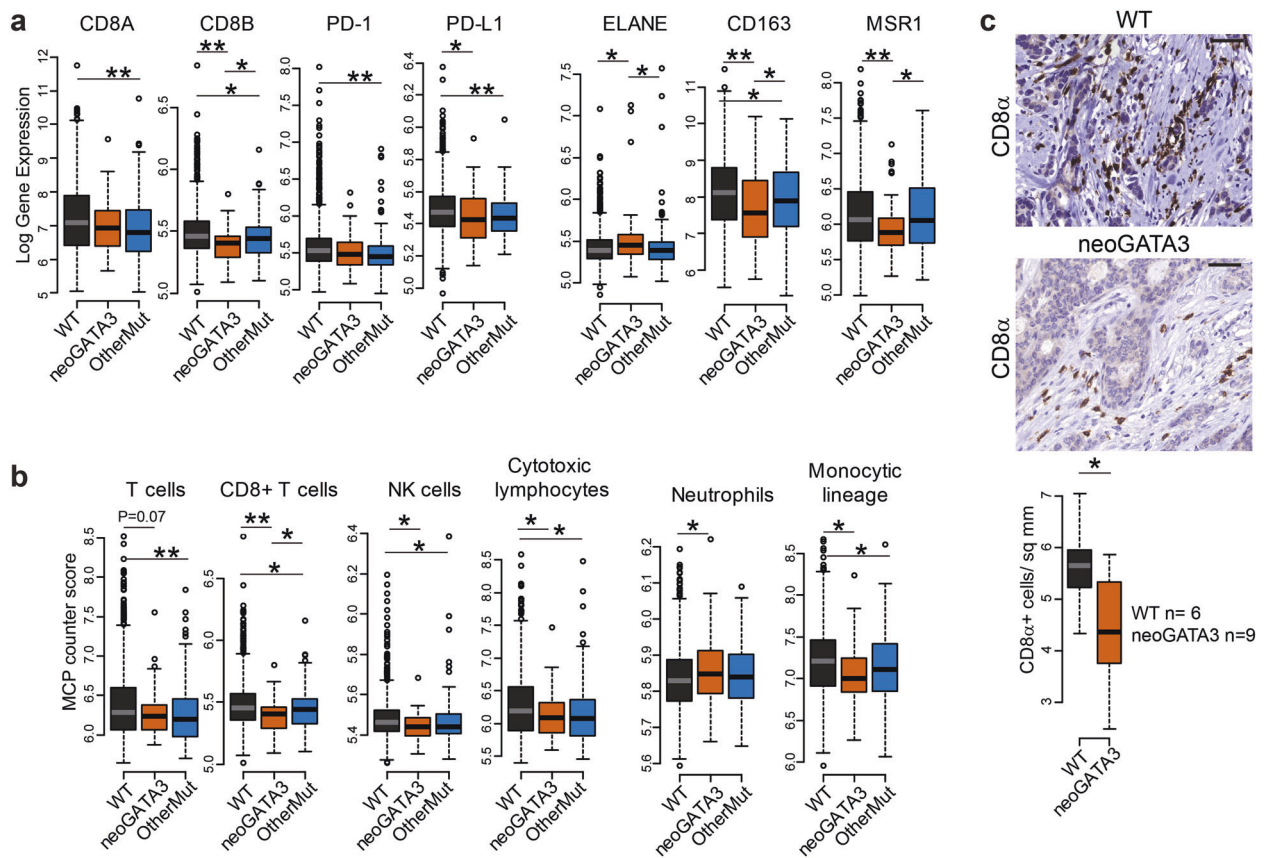 a
CD8A CD8B PD-1 PD-L1 ELANE CD163 MSR1
** ** * * ** * ** * * ** * * ** *
Log Gene Expression
5 6 7 8 9 10 11 12
5.0 5.5 6.0 6.5
5.0 5.5 6.0 6.5 7.0 7.5 8.0
5.0 5.2 5.4 6.0 6.2 6.4
5.0 5.5 6.0 6.5 7.0 7.5
6 7 8 9 10 11
5.0 5.5 6.0 6.5 7.0 7.5 8.0
WT neoGATA3 OtherMut
WT neoGATA3 OtherMut
WT neoGATA3 OtherMut
WT neoGATA3 OtherMut
WT neoGATA3 OtherMut
WT neoGATA3 OtherMut
WT neoGATA3 OtherMut
b
T cells CD8+ T cells NK cells Cytotoxic lymphocytes Neutrophils Monocytic lineage
P=0.07
** ** * * * * * * * * *
MCP counter score
6.0 6.5 7.0 7.5 8.0 8.5
5.0 5.5 6.0 6.5
5.4 5.6 5.8 6.0 6.2 6.4
5.5 6.0 6.5 7.0 7.5 8.0 8.5
5.6 5.8 5.9 6.0 6.2
6.0 6.5 7.0 7.5 8.0 8.5
WT neoGATA3 OtherMut
WT neoGATA3 OtherMut
WT neoGATA3 OtherMut
WT neoGATA3 OtherMut
WT neoGATA3 OtherMut
WT neoGATA3 OtherMut
c
WT
CD8α
neoGATA3
CD8α
*
CD8α+ cells/ sq mm
3 4 5 6 7
WT n= 6
neoGATA3 n=9
WT neoGATA3